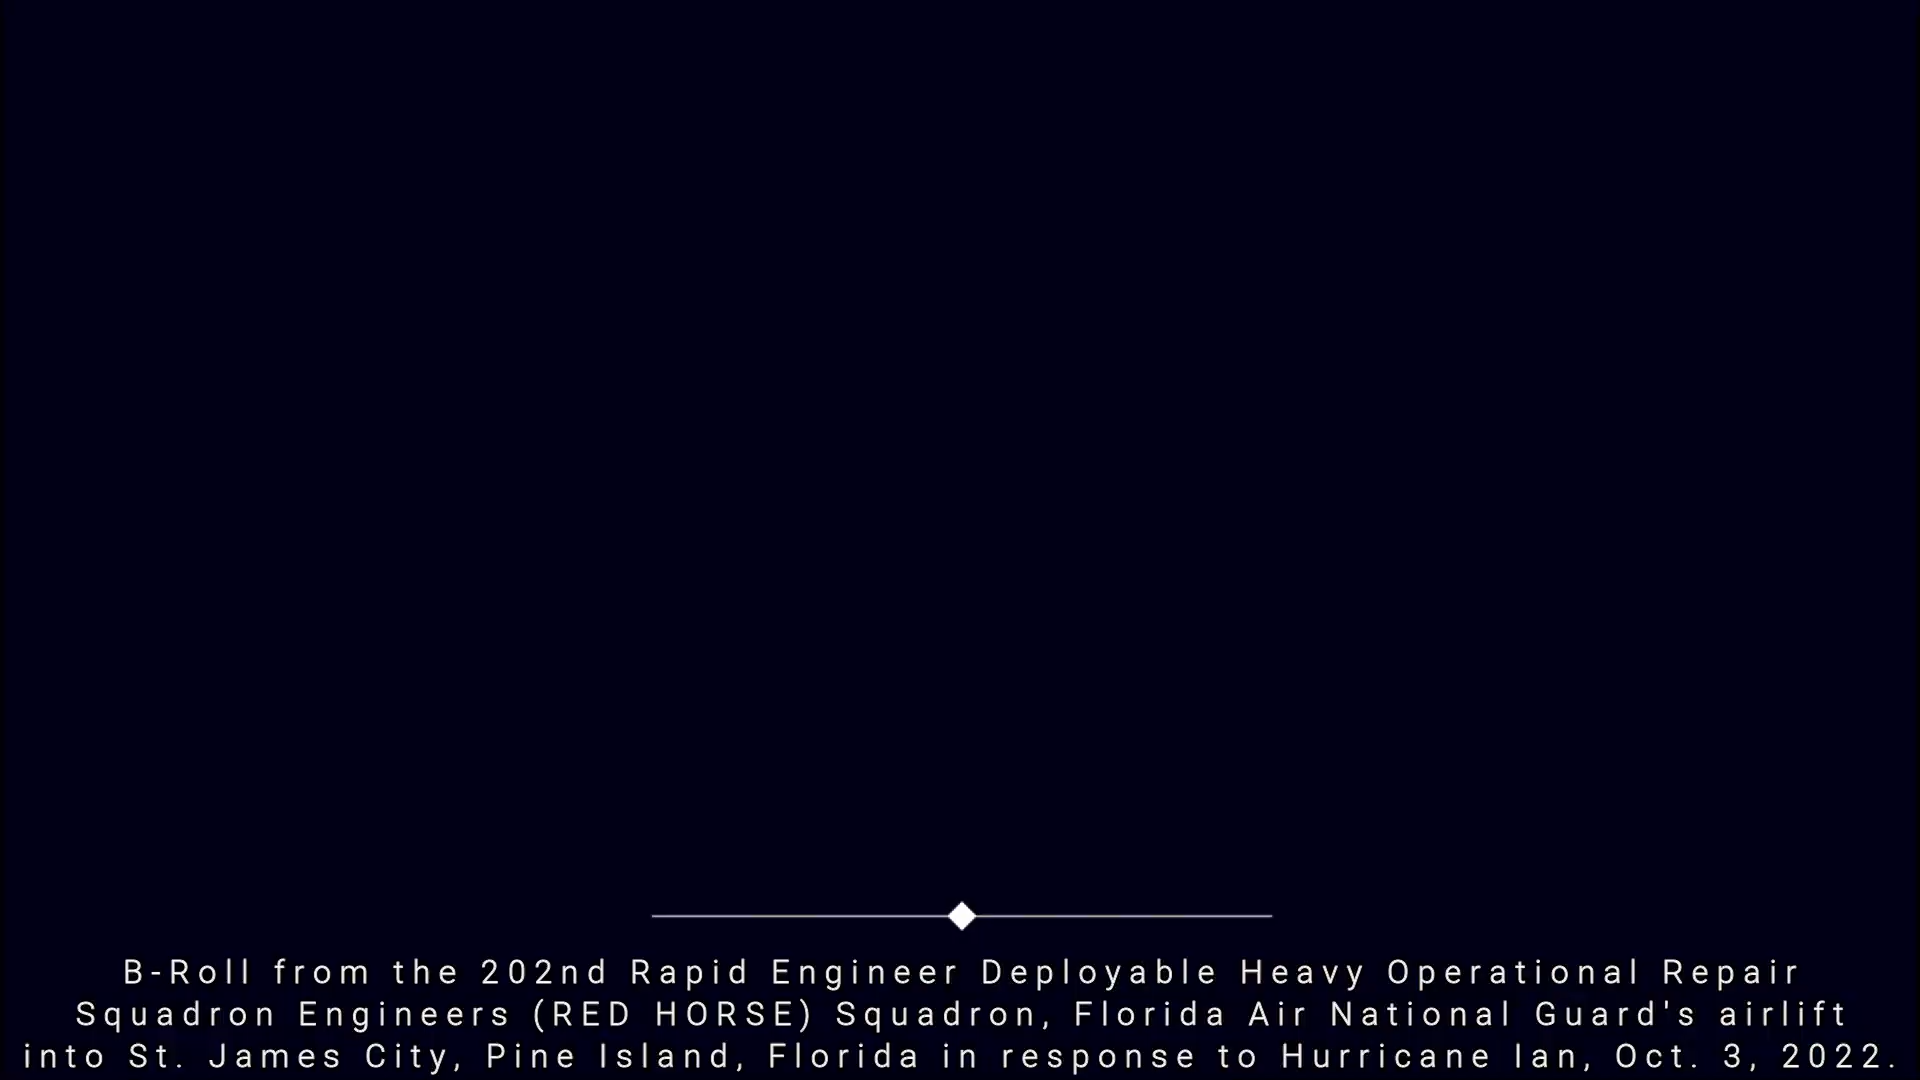 B-Roll from the 202nd Rapid Engineer Deployable Heavy Operational Repair
Squadron Engineers (RED HORSE) Squadron, Florida Air National Guard's airlift
into St. James City, Pine Island, Florida in response to Hurricane Ian, Oct. 3, 2022.